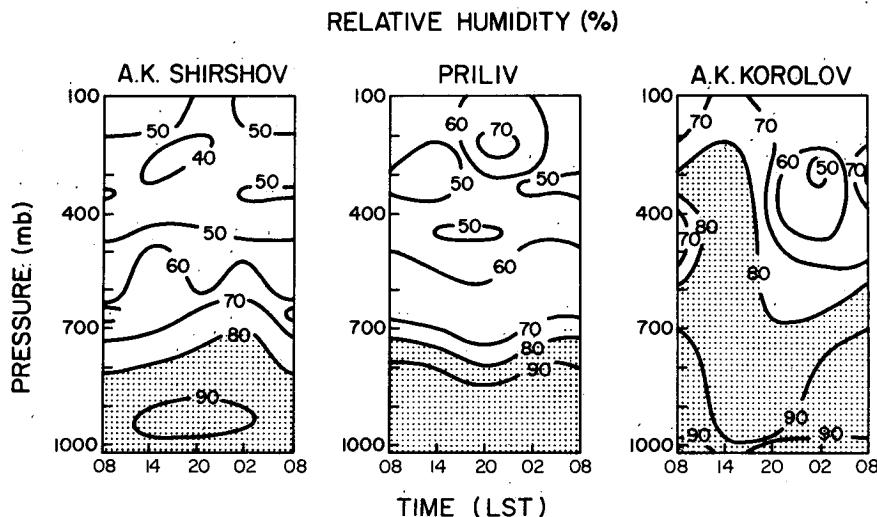 RELATIVE HUMIDITY (%)
A.K. SHIRSHOV PRILIV A.K. KOROLOV
PRESSURE (mb.)
100 400 700 1000
50 50 40 50 50 60 70 80 90
08 14 20 02 08
100 400 700 1000
60 70 50 50 50 60 70 80 90
08 14 20 02 08
100 400 700 1000
70 70 60 50 70 80 70 80 90 90 90
08 14 20 02 08
TIME (LST)